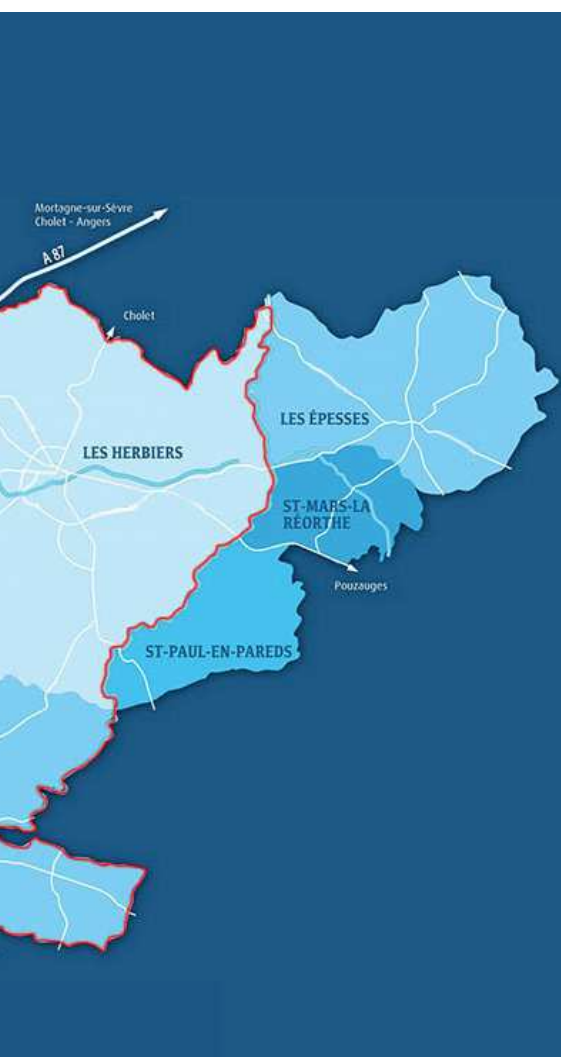 Mortagne-sur-Sèvre
Cholet - Angers
A 87
Cholet
LES ÉPESSES
LES HERBIERS
ST-MARS-LA
RÉORTHE
Pouzauges
ST-PAUL-EN-PAREDS